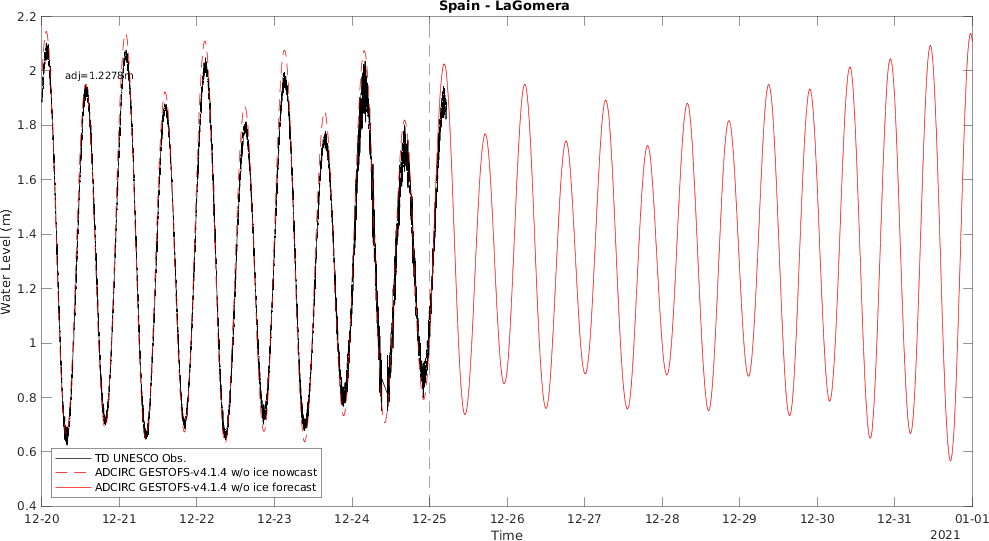 Spain - LaGomera
Water Level (m)
2.2
2
1.8
1.6
1.4
1.2
1
0.8
0.6
0.4
adj=1.2278m
TD UNESCO Obs.
ADCIRC GESTOFS-v4.1.4 w/o ice nowcast
ADCIRC GESTOFS-v4.1.4 w/o ice forecast
12-20 12-21 12-22 12-23 12-24 12-25 12-26 12-27 12-28 12-29 12-30 12-31 01-01
Time
2021